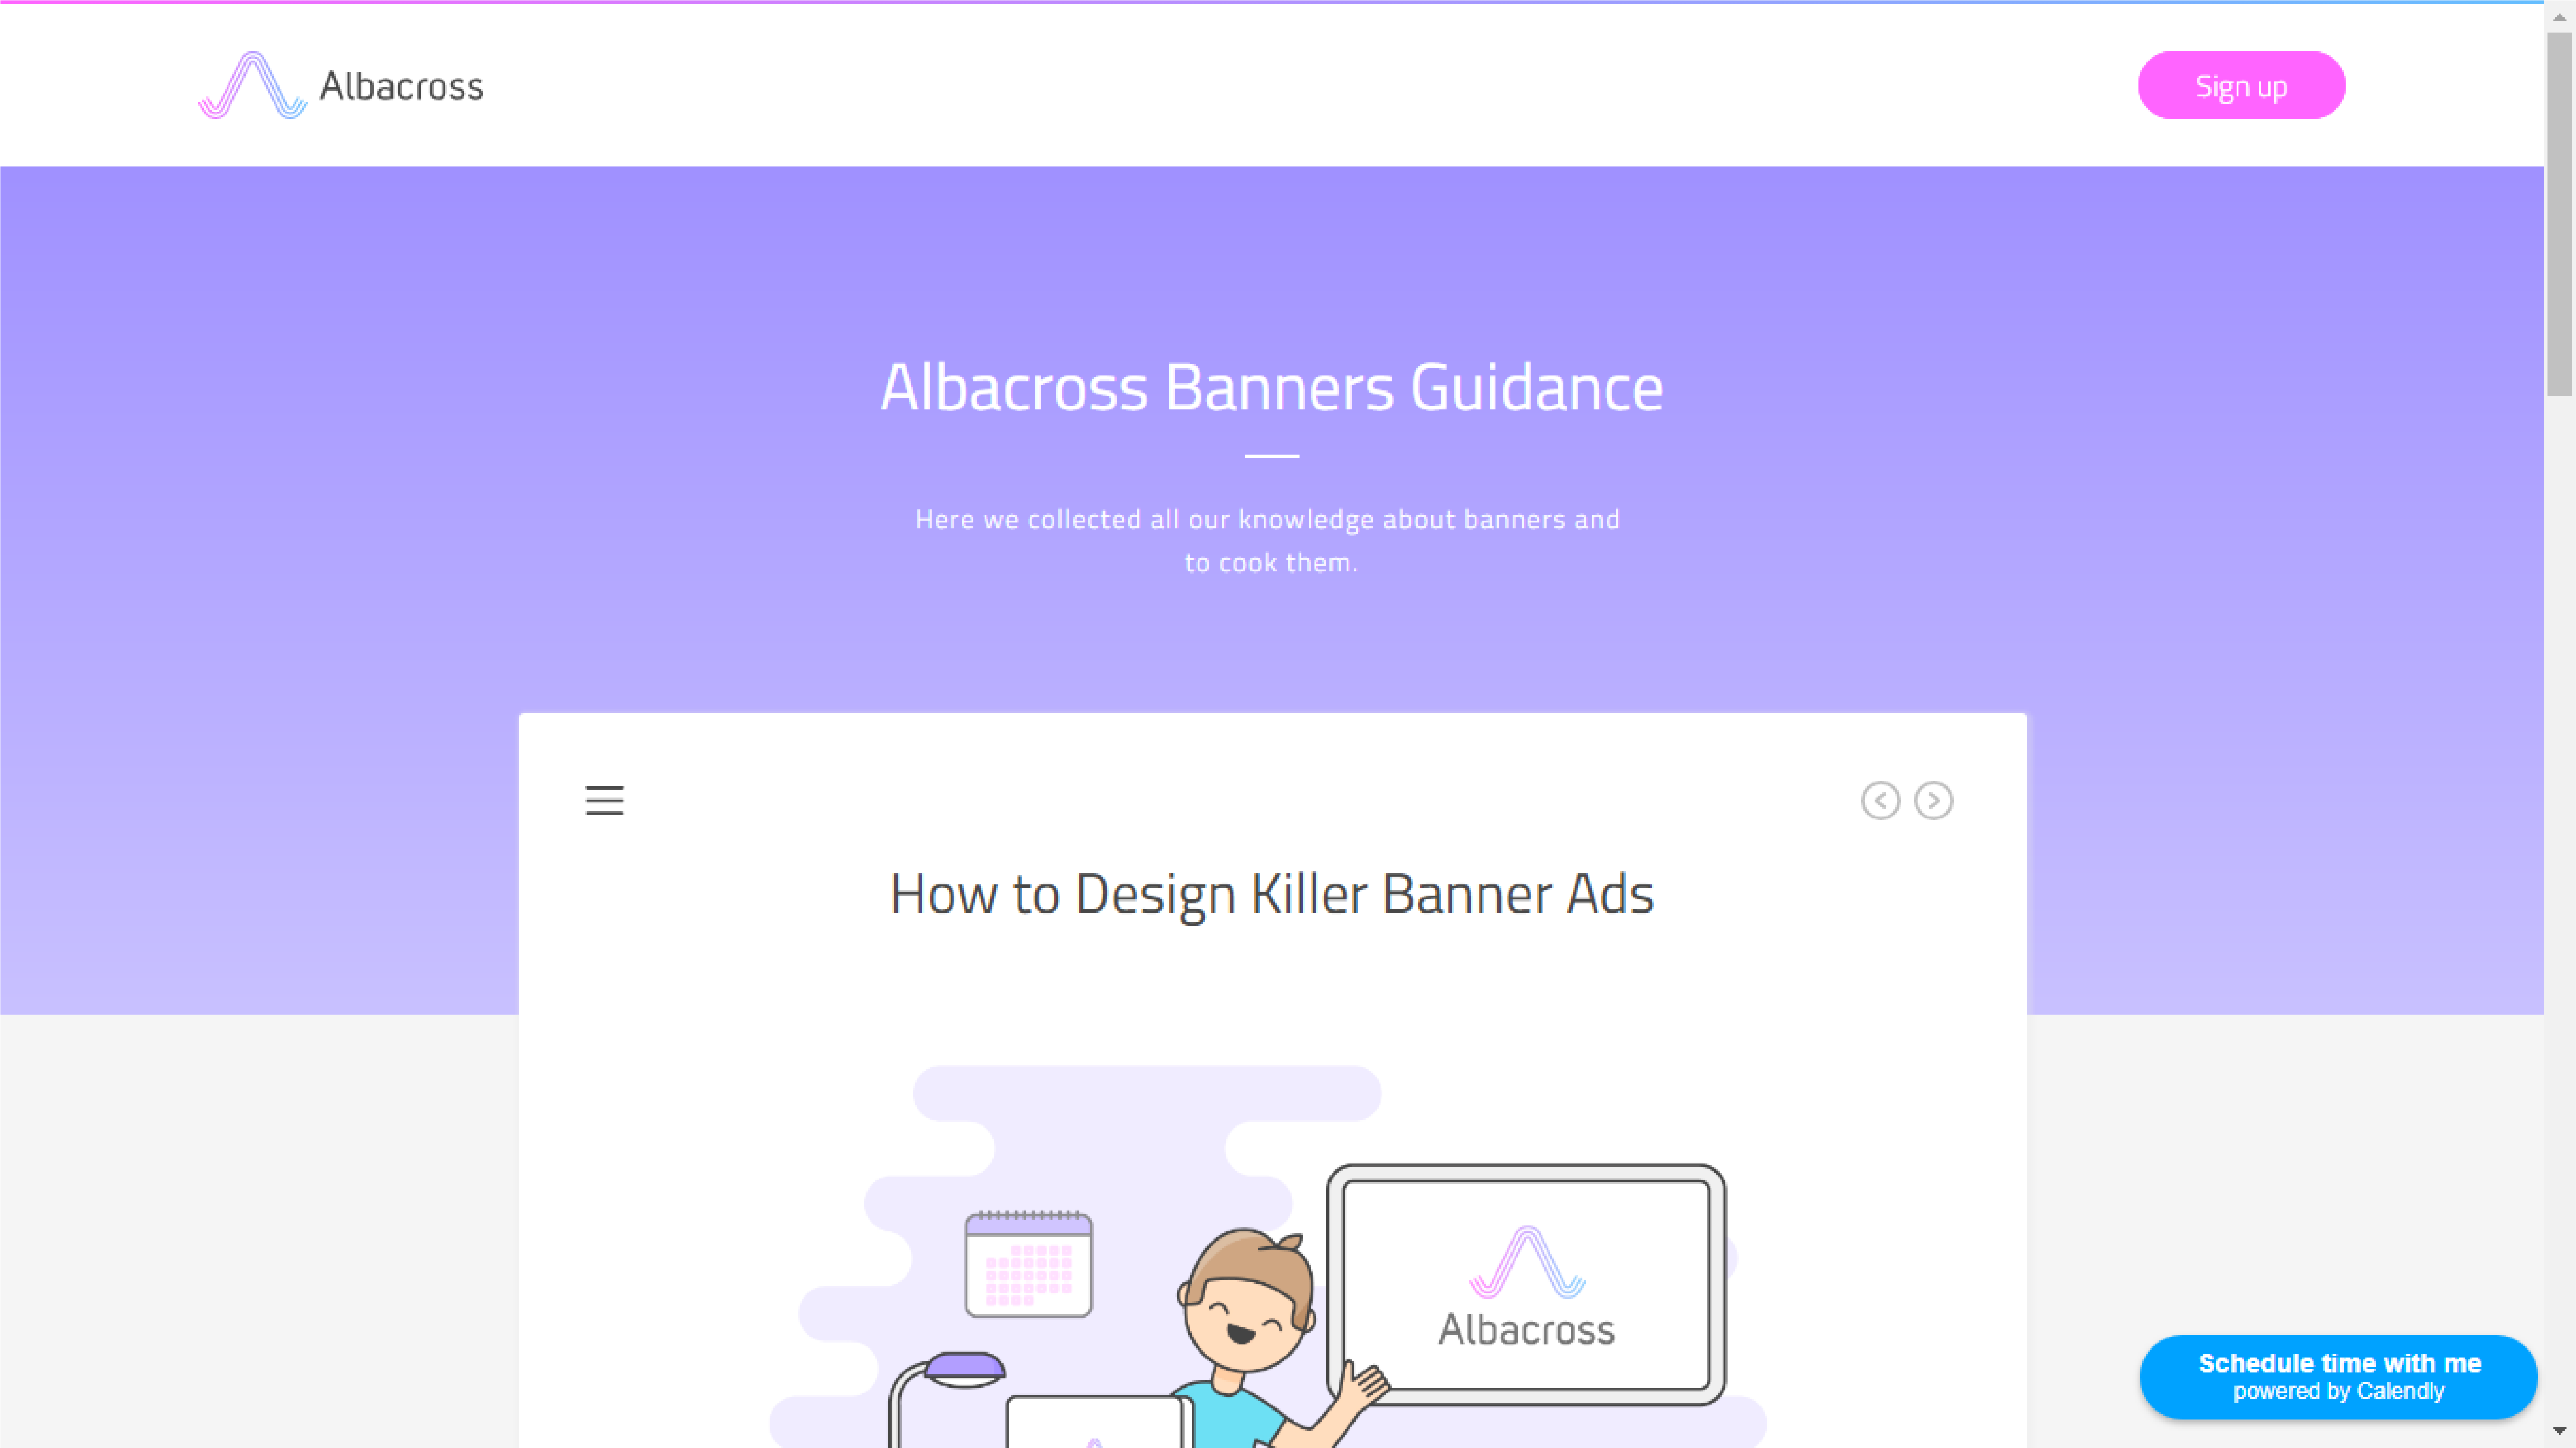 Albacross
Sign up
Albacross Banners Guidance
Here we collected all our knowledge about banners and
to cook them.
How to Design Killer Banner Ads
Albacross
Schedule time with me
powered by Calendly